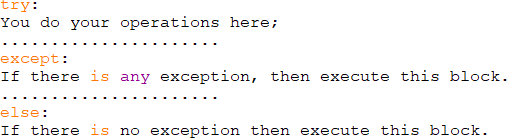 try:
You do your operations here;
......................
except:
If there is any exception, then execute this block.
......................
else:
If there is no exception then execute this block.